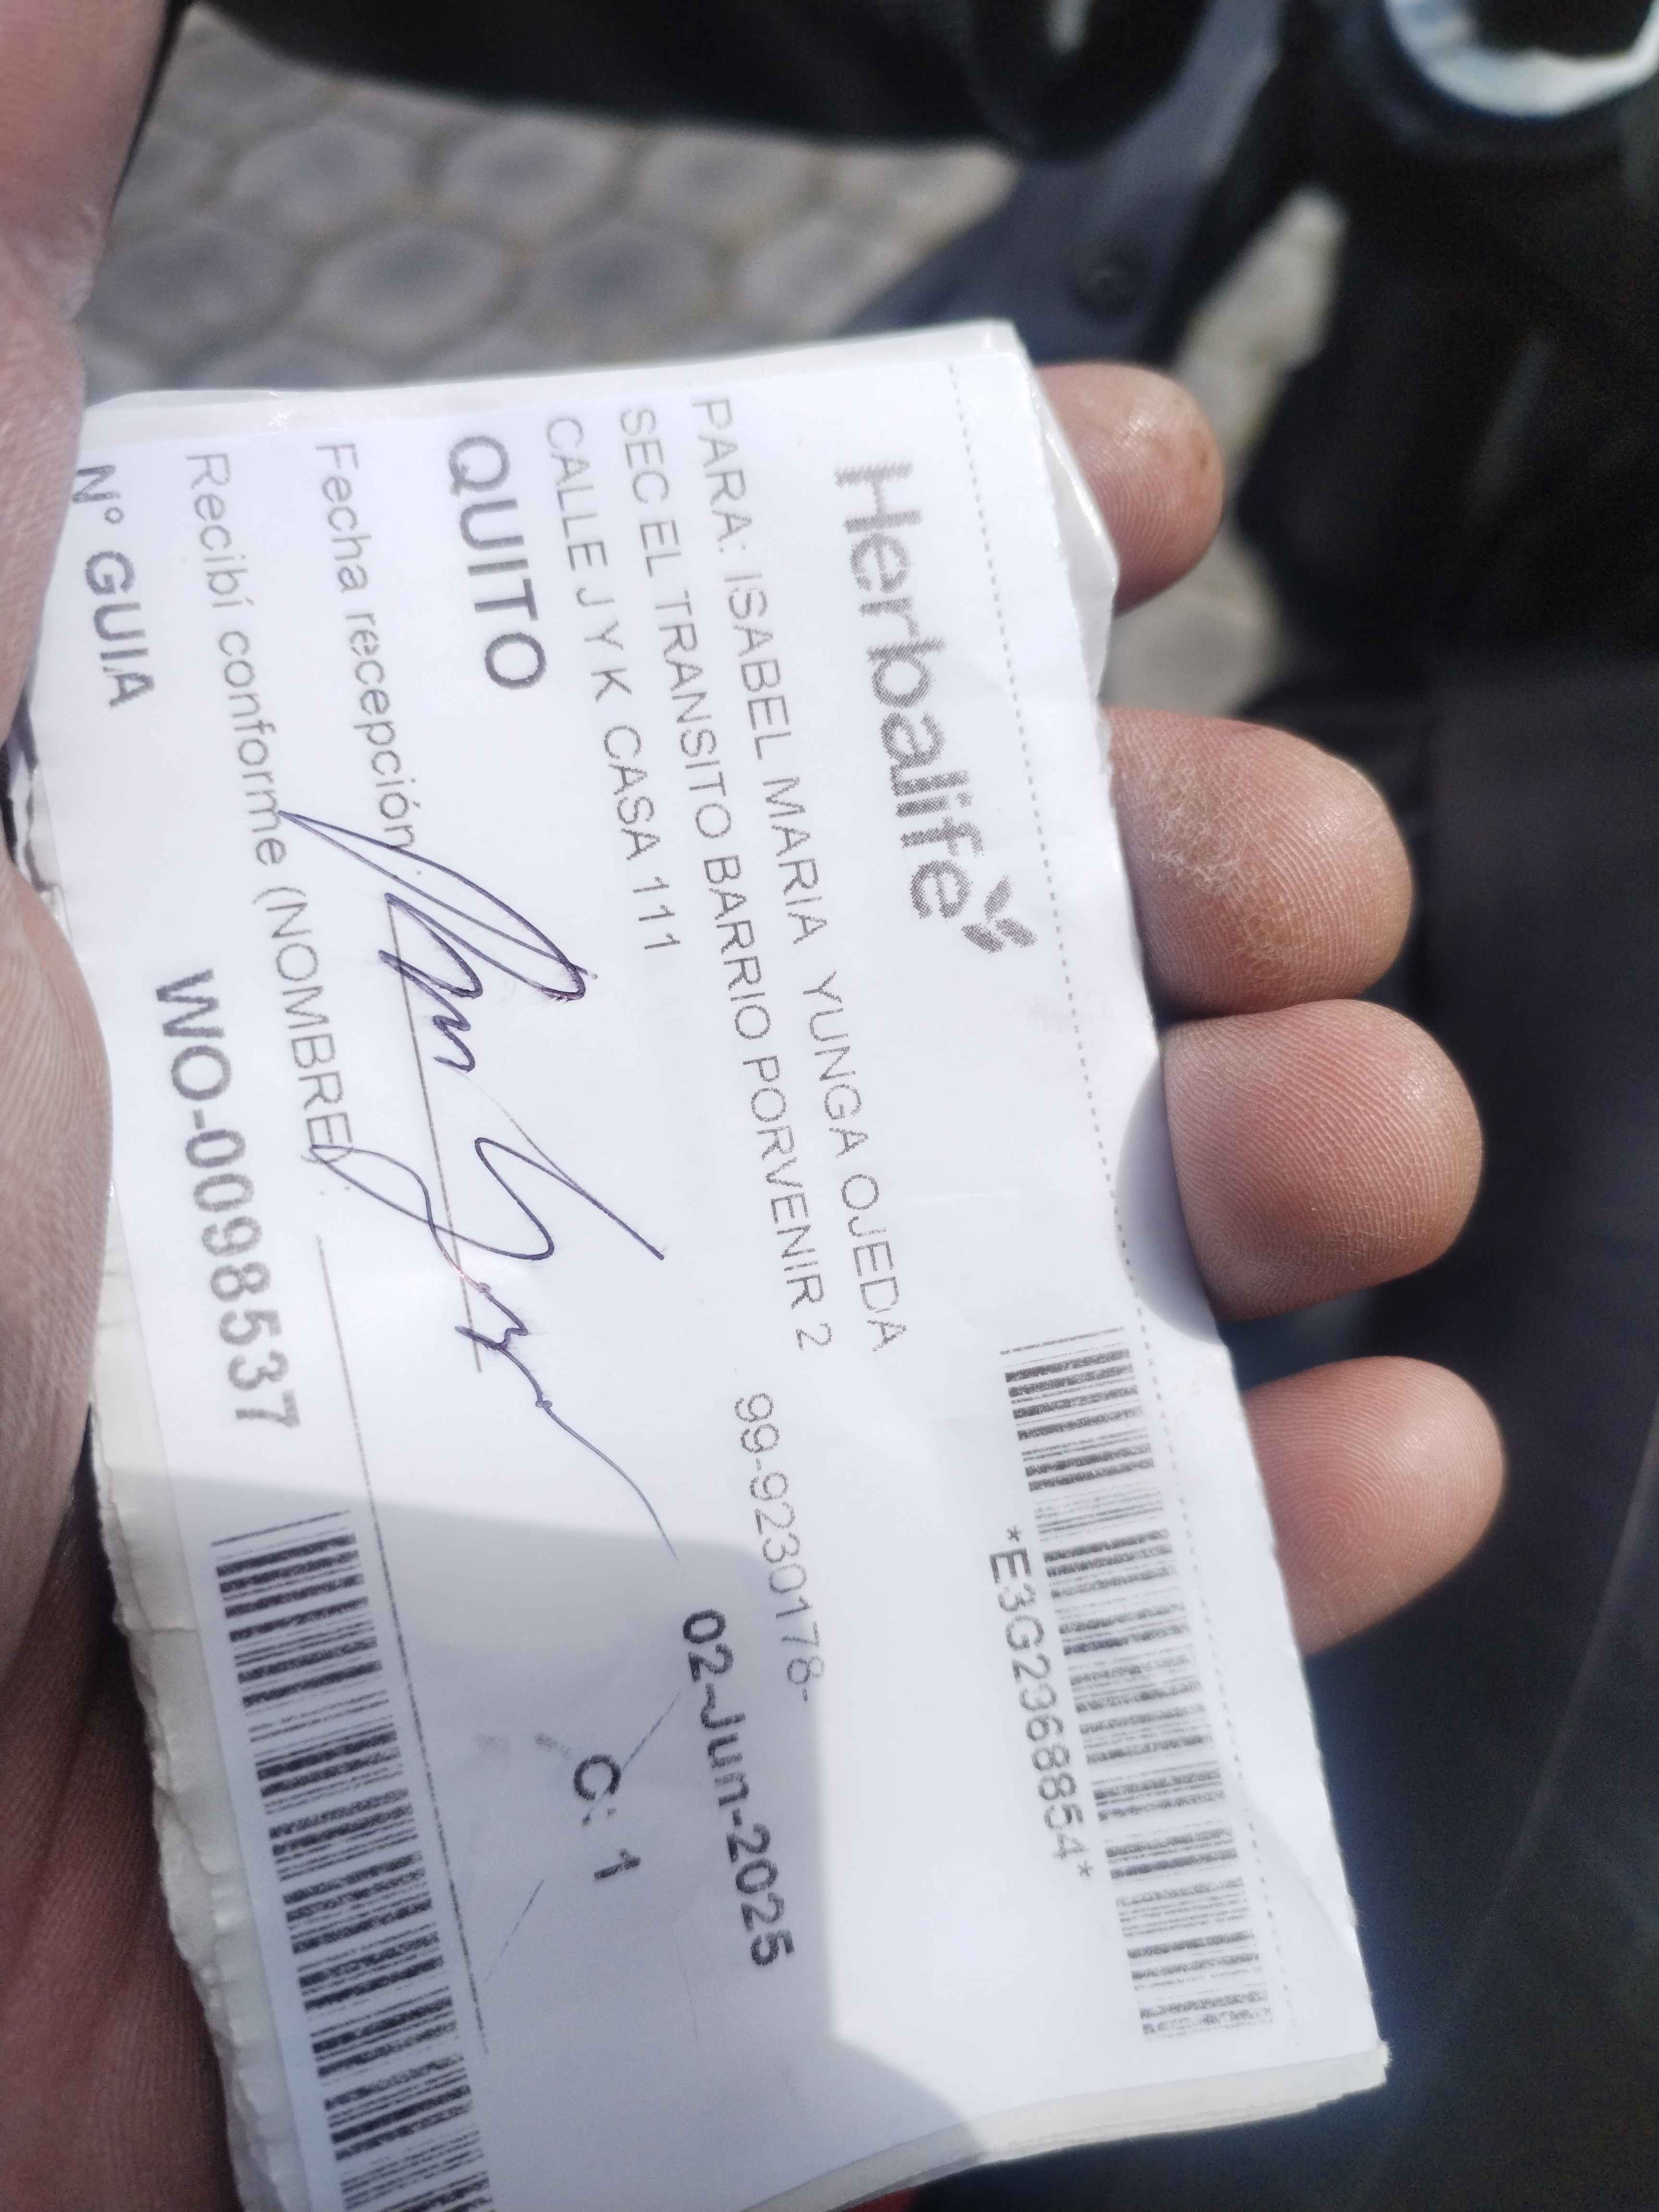 Herbalife
*E3G2968854*
PARA: ISABEL MARIA YUNGA OJEDA
SEC EL TRANSITO BARRIO PORVENIR 2 99-9230178-
CALLE J Y K CASA 111
02-Jun-2025
QUITO
C: 1
Fecha recepción:
Recibí conforme (NOMBRE):
N° GUIA WO-0098537